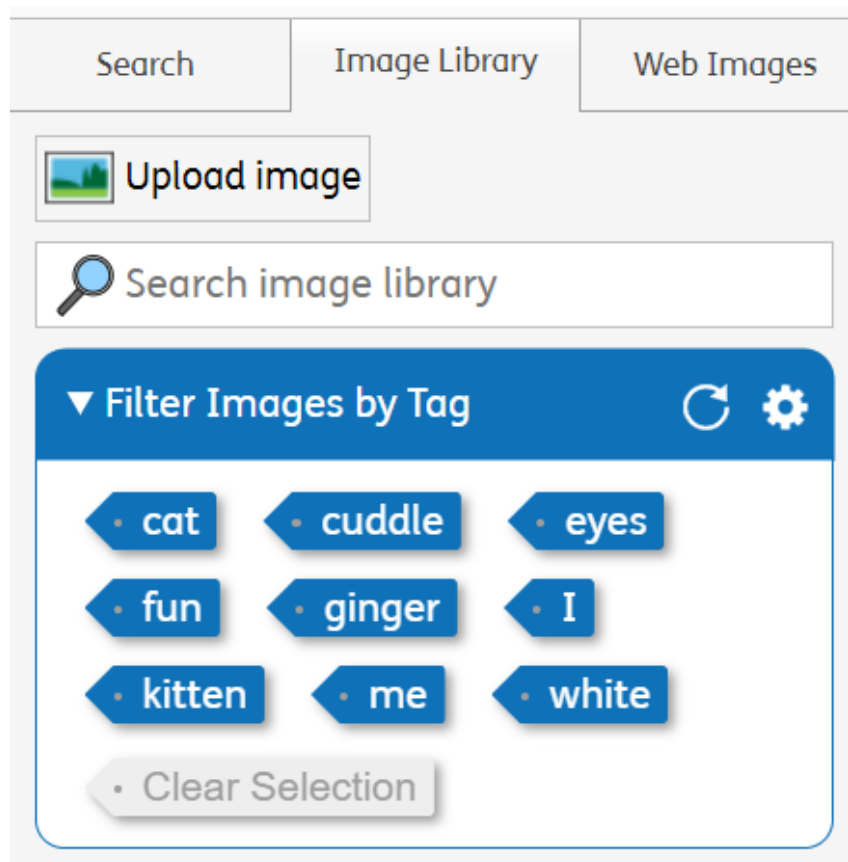 Search Image Library Web Images
Upload image
Search image library
Filter Images by Tag
cat cuddle eyes
fun ginger I
kitten me white
Clear Selection